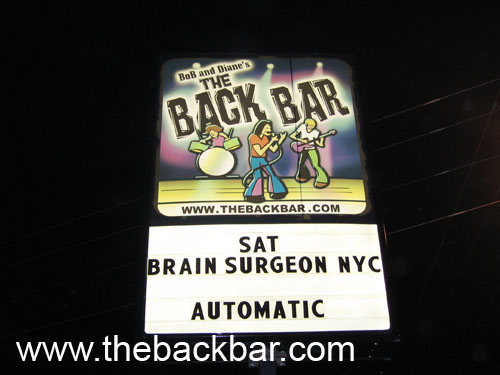 BoB and Diane's
THE
BACK BAR
WWW.THEBACKBAR.COM
SAT
BRAIN SURGEON NYC
AUTOMATIC
www.thebackbar.com